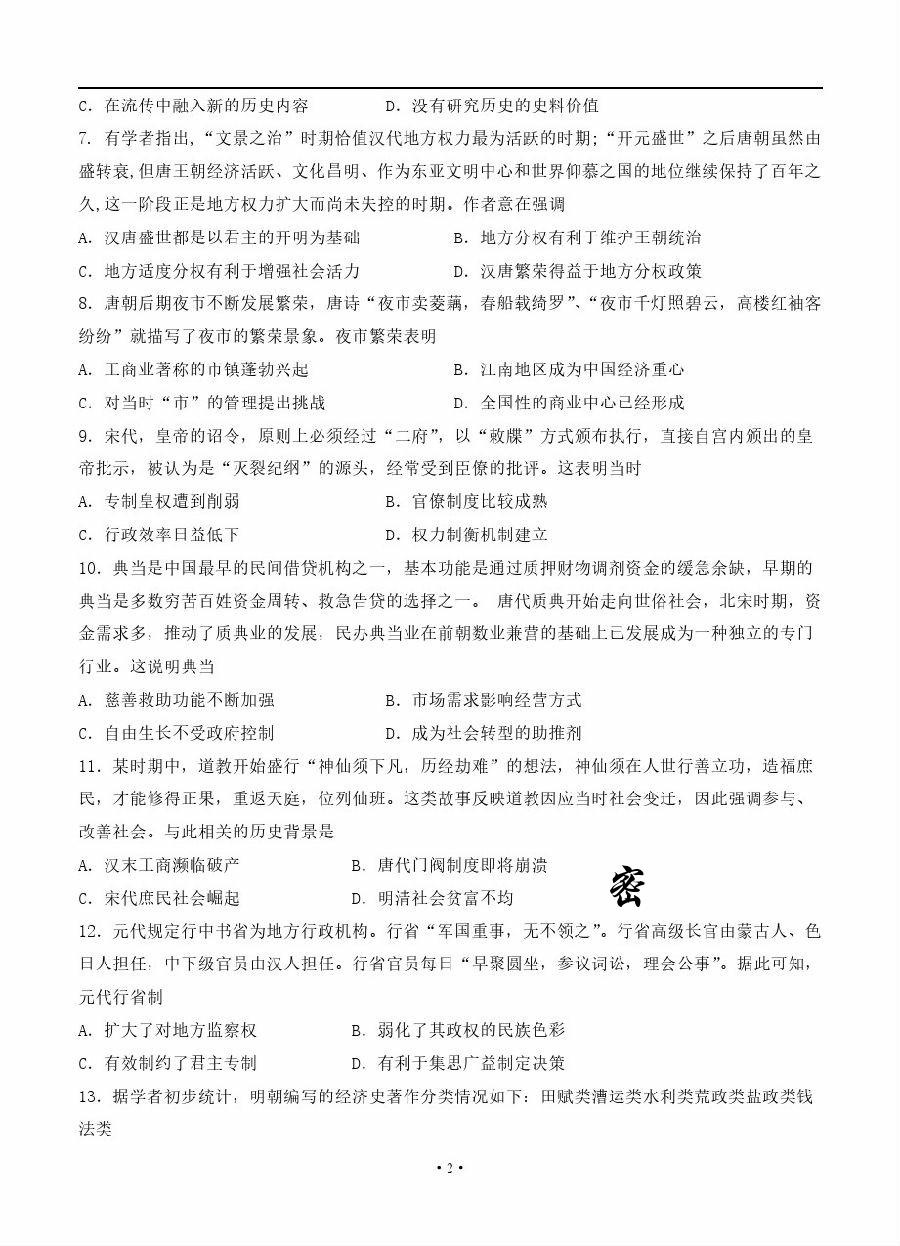 C. 在流传中融入新的历史内容 D. 没有研究历史的史料价值
7. 有学者指出,“文景之治”时期恰值汉代地方权力最为活跃的时期;“开元盛世”之后唐朝虽然由
盛转衰,但唐王朝经济活跃、文化昌明、作为东亚文明中心和世界仰慕之国的地位继续保持了百年之
久,这一阶段正是地方权力扩大而尚未失控的时期。作者意在强调
A. 汉唐盛世都是以君主的开明为基础 B. 地方分权有利于维护王朝统治
C. 地方适度分权有利于增强社会活力 D. 汉唐繁荣得益于地方分权政策
8. 唐朝后期夜市不断发展繁荣，唐诗“夜市卖菱藕，春船载绮罗”、“夜市千灯照碧云，高楼红袖客
纷纷”就描写了夜市的繁荣景象。夜市繁荣表明
A. 工商业著称的市镇蓬勃兴起 B. 江南地区成为中国经济重心
C. 对当时“市”的管理提出挑战 D. 全国性的商业中心已经形成
9. 宋代，皇帝的诏令，原则上必须经过“二府”，以“敕牒”方式颁布执行，直接自宫内颁出的皇
帝批示，被认为是“灭裂纪纲”的源头，经常受到臣僚的批评。这表明当时
A. 专制皇权遭到削弱 B. 官僚制度比较成熟
C. 行政效率日益低下 D. 权力制衡机制建立
10. 典当是中国最早的民间借贷机构之一，基本功能是通过质押财物调剂资金的缓急余缺，早期的
典当是多数穷苦百姓资金周转、救急告贷的选择之一。 唐代质典开始走向世俗社会，北宋时期，资
金需求多，推动了质典业的发展，民办典当业在前朝数业兼营的基础上已发展成为一种独立的专门
行业。这说明典当
A. 慈善救助功能不断加强 B. 市场需求影响经营方式
C. 自由生长不受政府控制 D. 成为社会转型的助推剂
11. 某时期中，道教开始盛行“神仙须下凡，历经劫难”的想法，神仙须在人世行善立功，造福庶
民，才能修得正果，重返天庭，位列仙班。这类故事反映道教因应当时社会变迁，因此强调参与、
改善社会。与此相关的历史背景是
A. 汉末工商濒临破产 B. 唐代门阀制度即将崩溃
C. 宋代庶民社会崛起 D. 明清社会贫富不均
密
12. 元代规定行中书省为地方行政机构。行省“军国重事，无不领之”。行省高级长官由蒙古人、色
目人担任，中下级官员由汉人担任。行省官员每日“早聚圆坐，参议词讼，理会公事”。据此可知，
元代行省制
A. 扩大了对地方监察权 B. 弱化了其政权的民族色彩
C. 有效制约了君主专制 D. 有利于集思广益制定决策
13. 据学者初步统计，明朝编写的经济史著作分类情况如下：田赋类漕运类水利类荒政类盐政类钱
法类
·2·